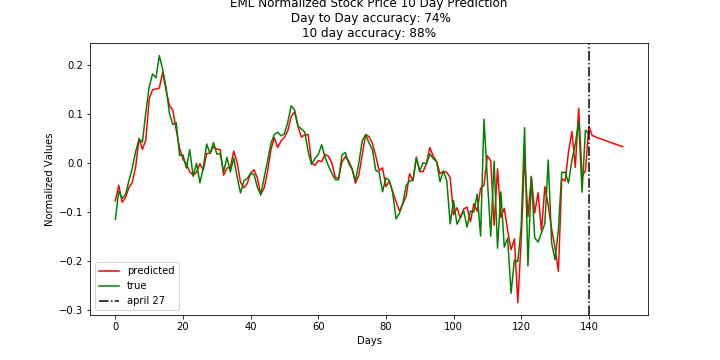 EML Normalized Stock Price 10 Day Prediction
Day to Day accuracy: 74%
10 day accuracy: 88%
0.2
0.1
0.0
−0.1
−0.2
−0.3
Normalized Values
predicted
true
april 27
0 20 40 60 80 100 120 140
Days